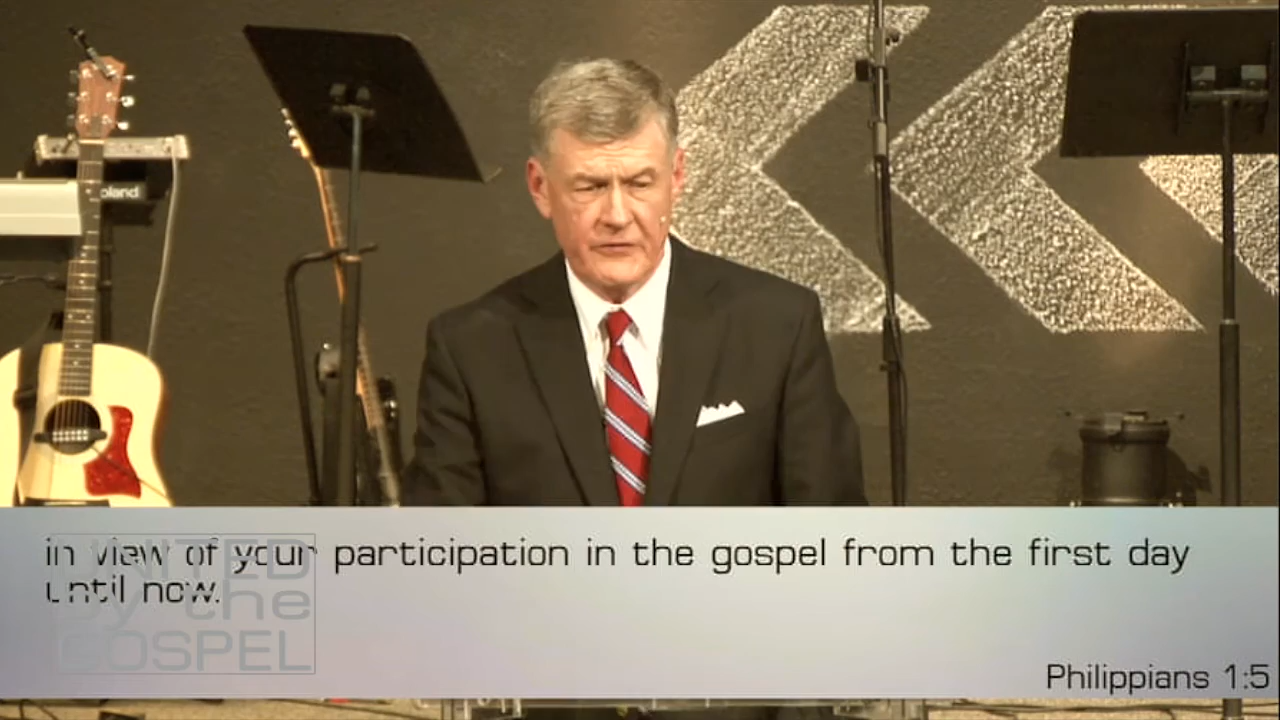 Roland
in view of your participation in the gospel from the first day
until now.
UNITED
by the
GOSPEL
Philippians 1:5